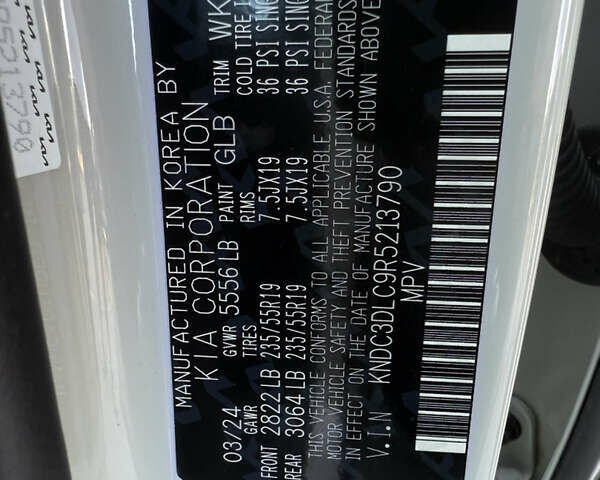 MANUFACTURED IN KOREA BY
KIA CORPORATION
03/24 GVWR 5556 LB PAINT GLB TRIM WK
GAWR TIRES RIMS COLD TIRE
FRONT 2822 LB 235/55R19 7.5JX19 36 PSI SING
REAR 3064 LB 235/55R19 7.5JX19 36 PSI SING
THIS VEHICLE CONFORMS TO ALL APPLICABLE U.S.A. FEDERAL
MOTOR VEHICLE SAFETY AND THEFT PREVENTION STANDARDS
IN EFFECT ON THE DATE OF MANUFACTURE SHOWN ABOVE
V.I.N KNDC3DLC9R5213790
MPV